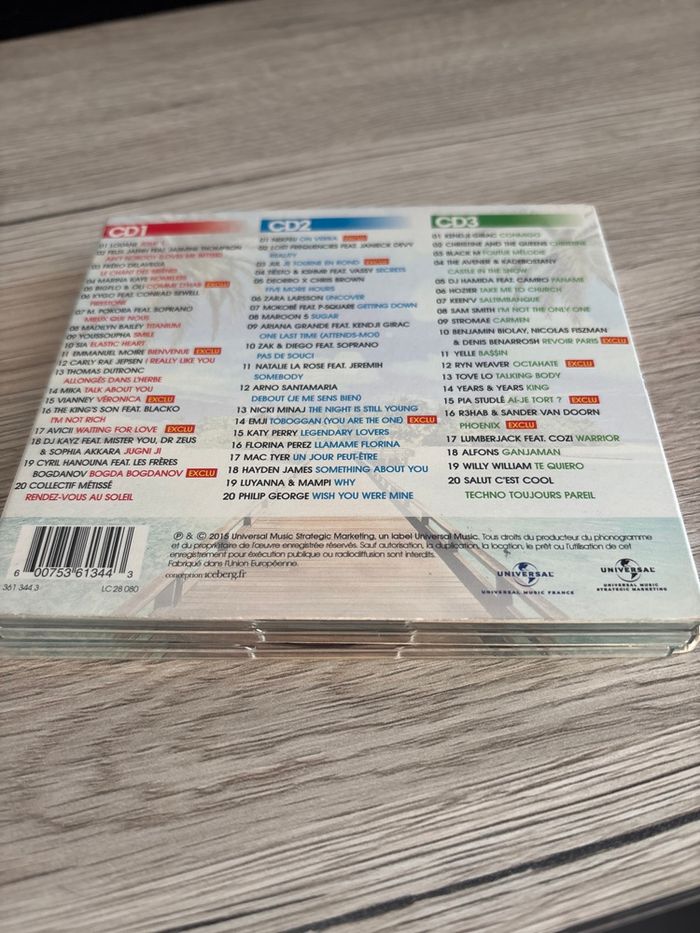 CD1
01 LOUANE JOUR 1
02 FELIX JAEHN FEAT. JASMINE THOMPSON
AIN'T NOBODY (LOVES ME BETTER)
03 FRÉRO DELAVEGA
LE CHANT DES SIRÈNES
04 MARINA KAYE HOMELESS
05 BISPEO & OLI COMME D'HAB EXCLU
06 KYGO FEAT. CONRAD SEWELL
FIRESTONE
07 M. POKORA FEAT. SOPRANO
MIEUX QUE NOUS
08 MADILYN BAILEY TITANIUM
09 YOUSSOUPHA SMILE
10 SIA ELASTIC HEART
11 EMMANUEL MOIRE BIENVENUE EXCLU
12 CARLY RAE JEPSEN I REALLY LIKE YOU
13 THOMAS DUTRONC
ALLONGÉS DANS L'HERBE
14 MIKA TALK ABOUT YOU
15 VIANNEY VÉRONICA EXCLU
16 THE KING'S SON FEAT. BLACKO
I'M NOT RICH
17 AVICII WAITING FOR LOVE EXCLU
18 DJ KAYZ FEAT. MISTER YOU, DR ZEUS
& SOPHIA AKKARA JUGNI JI
19 CYRIL HANOUNA FEAT. LES FRÈRES
BOGDANOV BOGDA BOGDANOV EXCLU
20 COLLECTIF MÉTISSÉ
RENDEZ-VOUS AU SOLEIL
CD2
01 NEKFEU ON VERRA EXCLU
02 LOST FREQUENCIES FEAT. JANIECK DEVY
REALITY
03 JUL JE TOURNE EN ROND EXCLU
04 TIËSTO & KSHMR FEAT. VASSY SECRETS
05 DEORRO X CHRIS BROWN
FIVE MORE HOURS
06 ZARA LARSSON UNCOVER
07 MOKOBÉ FEAT. P-SQUARE GETTING DOWN
08 MAROON 5 SUGAR
09 ARIANA GRANDE FEAT. KENDJI GIRAC
ONE LAST TIME (ATTENDS-MOI)
10 ZAK & DIEGO FEAT. SOPRANO
PAS DE SOUCI
11 NATALIE LA ROSE FEAT. JEREMIH
SOMEBODY
12 ARNO SANTAMARIA
DEBOUT (JE ME SENS BIEN)
13 NICKI MINAJ THE NIGHT IS STILL YOUNG
14 EMJI TOBOGGAN (YOU ARE THE ONE) EXCLU
15 KATY PERRY LEGENDARY LOVERS
16 FLORINA PEREZ LLAMAME FLORINA
17 MAC TYER UN JOUR PEUT-ÊTRE
18 HAYDEN JAMES SOMETHING ABOUT YOU
19 LUYANNA & MAMPI WHY
20 PHILIP GEORGE WISH YOU WERE MINE
CD3
01 KENDJI GIRAC CONMIGO
02 CHRISTINE AND THE QUEENS CHRISTINE
03 BLACK M FOUTUE MÉLODIE
04 THE AVENER & KADEBOSTANY
CASTLE IN THE SNOW
05 DJ HAMIDA FEAT. CAMRO PANAME
06 HOZIER TAKE ME TO CHURCH
07 KEEN'V SALTIMBANQUE
08 SAM SMITH I'M NOT THE ONLY ONE
09 STROMAE CARMEN
10 BENJAMIN BIOLAY, NICOLAS FISZMAN
& DENIS BENARROSH REVOIR PARIS EXCLU
11 YELLE BA$$IN
12 RYN WEAVER OCTAHATE EXCLU
13 TOVE LO TALKING BODY
14 YEARS & YEARS KING
15 PIA STUDLÉ AI-JE TORT ? EXCLU
16 R3HAB & SANDER VAN DOORN
PHOENIX EXCLU
17 LUMBERJACK FEAT. COZI WARRIOR
18 ALFONS GANJAMAN
19 WILLY WILLIAM TE QUIERO
20 SALUT C'EST COOL
TECHNO TOUJOURS PAREIL
6 00753 61344 3
361 344 3 LC 28 080
℗ & © 2015 Universal Music Strategic Marketing, un label Universal Music. Tous droits du producteur du phonogramme
et du propriétaire de l'œuvre enregistrée réservés. Sauf autorisation, la duplication, la location, le prêt ou l'utilisation de cet
enregistrement pour exécution publique ou radiodiffusion sont interdits.
Fabriqué dans l'Union Européenne.
conception :iceberg.fr
UNIVERSAL
UNIVERSAL MUSIC FRANCE
UNIVERSAL
UNIVERSAL MUSIC
STRATEGIC MARKETING